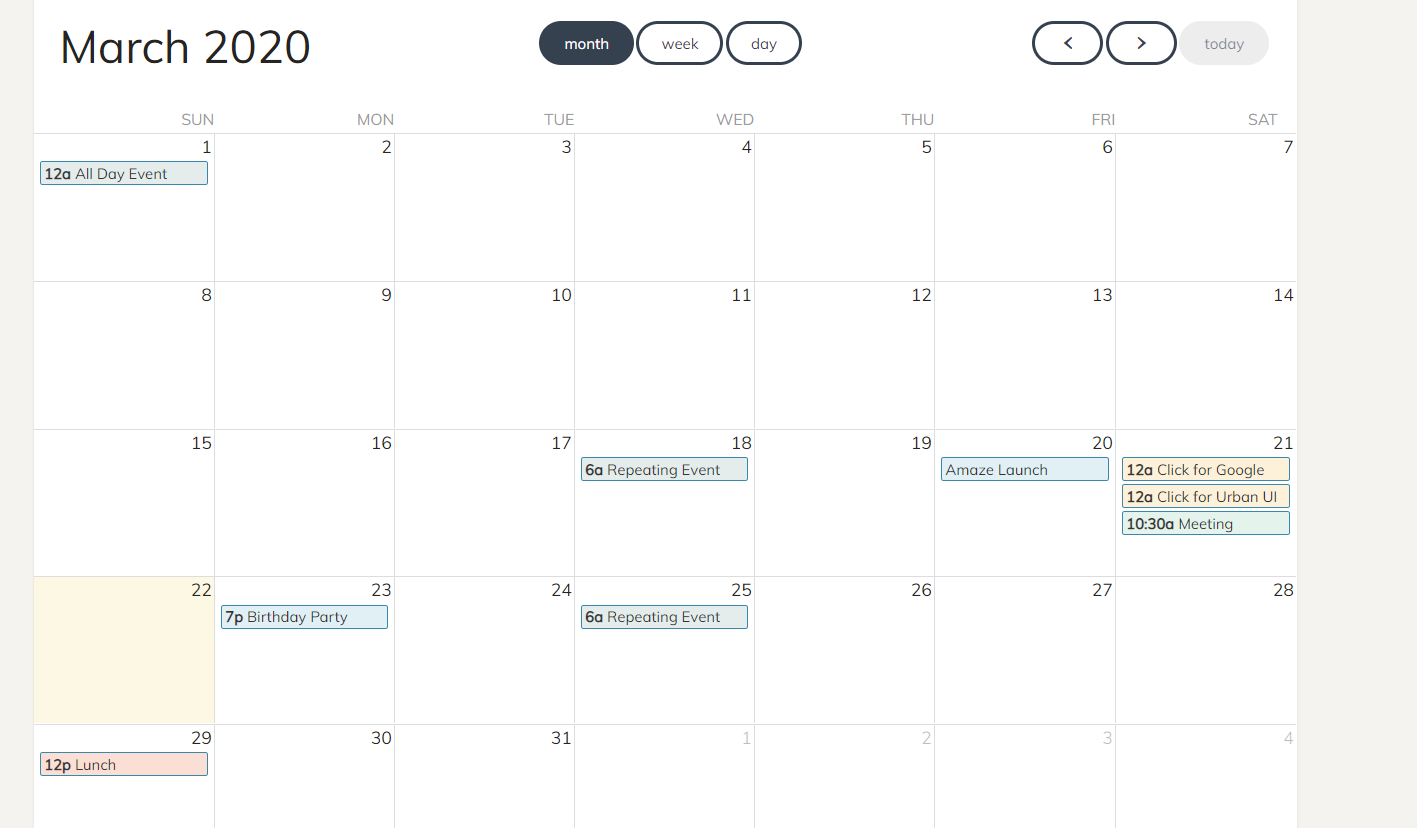 March 2020
month week day
today
SUN MON TUE WED THU FRI SAT
1 2 3 4 5 6 7
12a All Day Event
8 9 10 11 12 13 14
15 16 17 18 19 20 21
6a Repeating Event Amaze Launch 12a Click for Google
12a Click for Urban UI
10:30a Meeting
22 23 24 25 26 27 28
7p Birthday Party 6a Repeating Event
29 30 31 1 2 3 4
12p Lunch